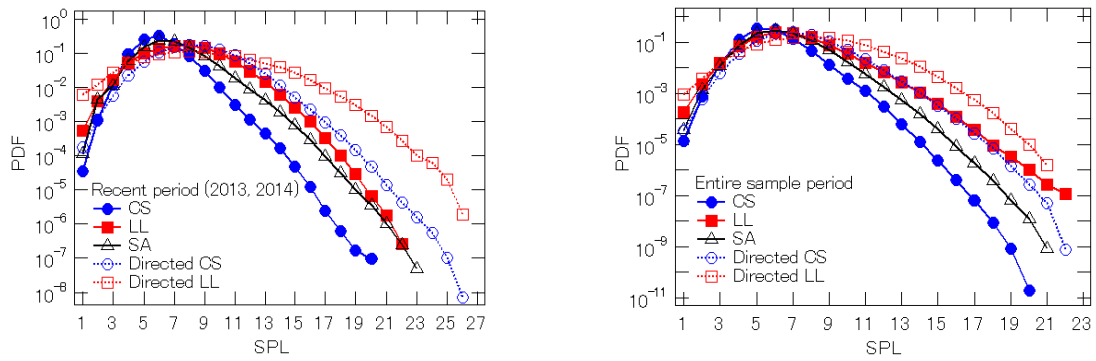 10^0
10^-1
10^-2
10^-3
10^-4
10^-5
10^-6
10^-7
10^-8
PDF
Recent period (2013, 2014)
CS
LL
SA
Directed CS
Directed LL
1 3 5 7 9 11 13 15 17 19 21 23 25 27
SPL
10^-1
10^-3
10^-5
10^-7
10^-9
10^-11
PDF
Entire sample period
CS
LL
SA
Directed CS
Directed LL
1 3 5 7 9 11 13 15 17 19 21 23
SPL